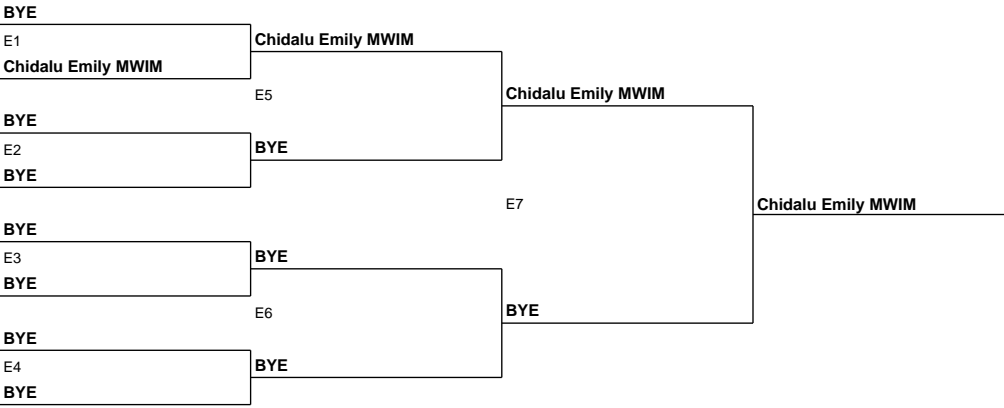 BYE
E1
Chidalu Emily MWIM
Chidalu Emily MWIM
E5
Chidalu Emily MWIM
BYE
E2
BYE
BYE
E7
Chidalu Emily MWIM
BYE
E3
BYE
BYE
E6
BYE
BYE
E4
BYE
BYE